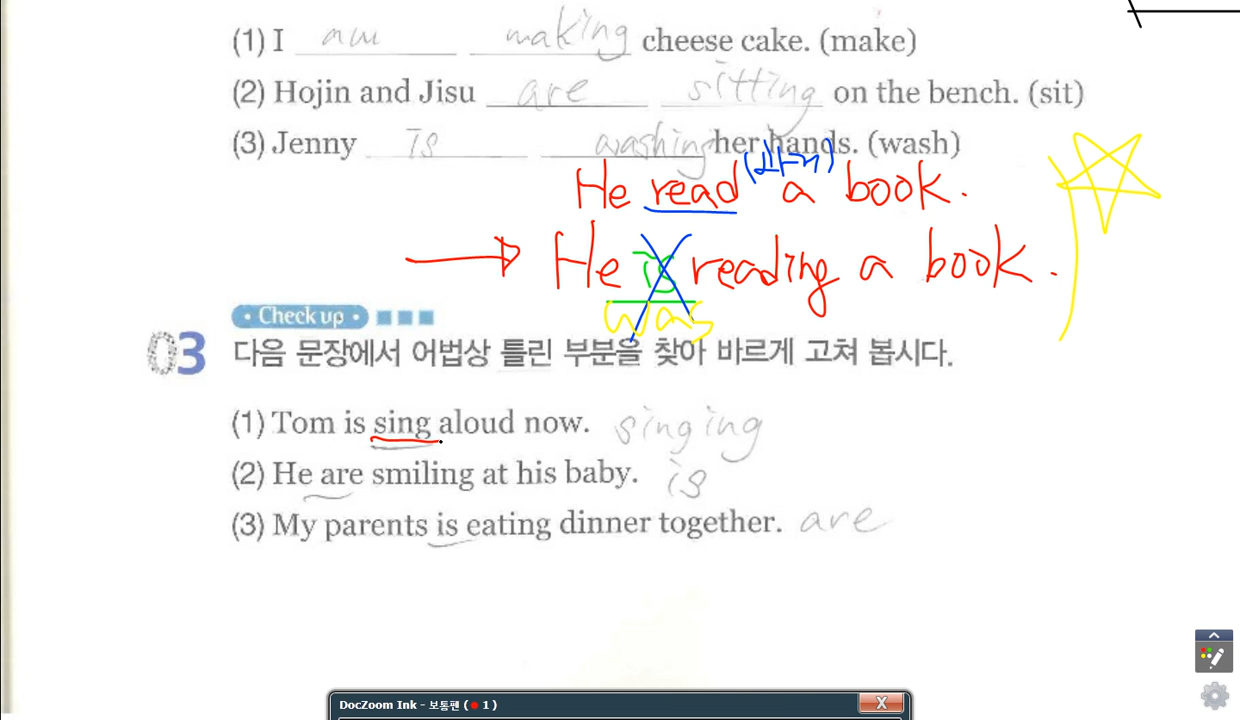 (1) I am making cheese cake. (make)
(2) Hojin and Jisu are sitting on the bench. (sit)
(3) Jenny is washing her hands. (wash)
(과거)
He read a book.
He is reading a book.
was
• Check up •
03 다음 문장에서 어법상 틀린 부분을 찾아 바르게 고쳐 봅시다.
(1) Tom is sing aloud now. singing
(2) He are smiling at his baby. is
(3) My parents is eating dinner together. are
DocZoom Ink - 보통펜 ( 1 ) X